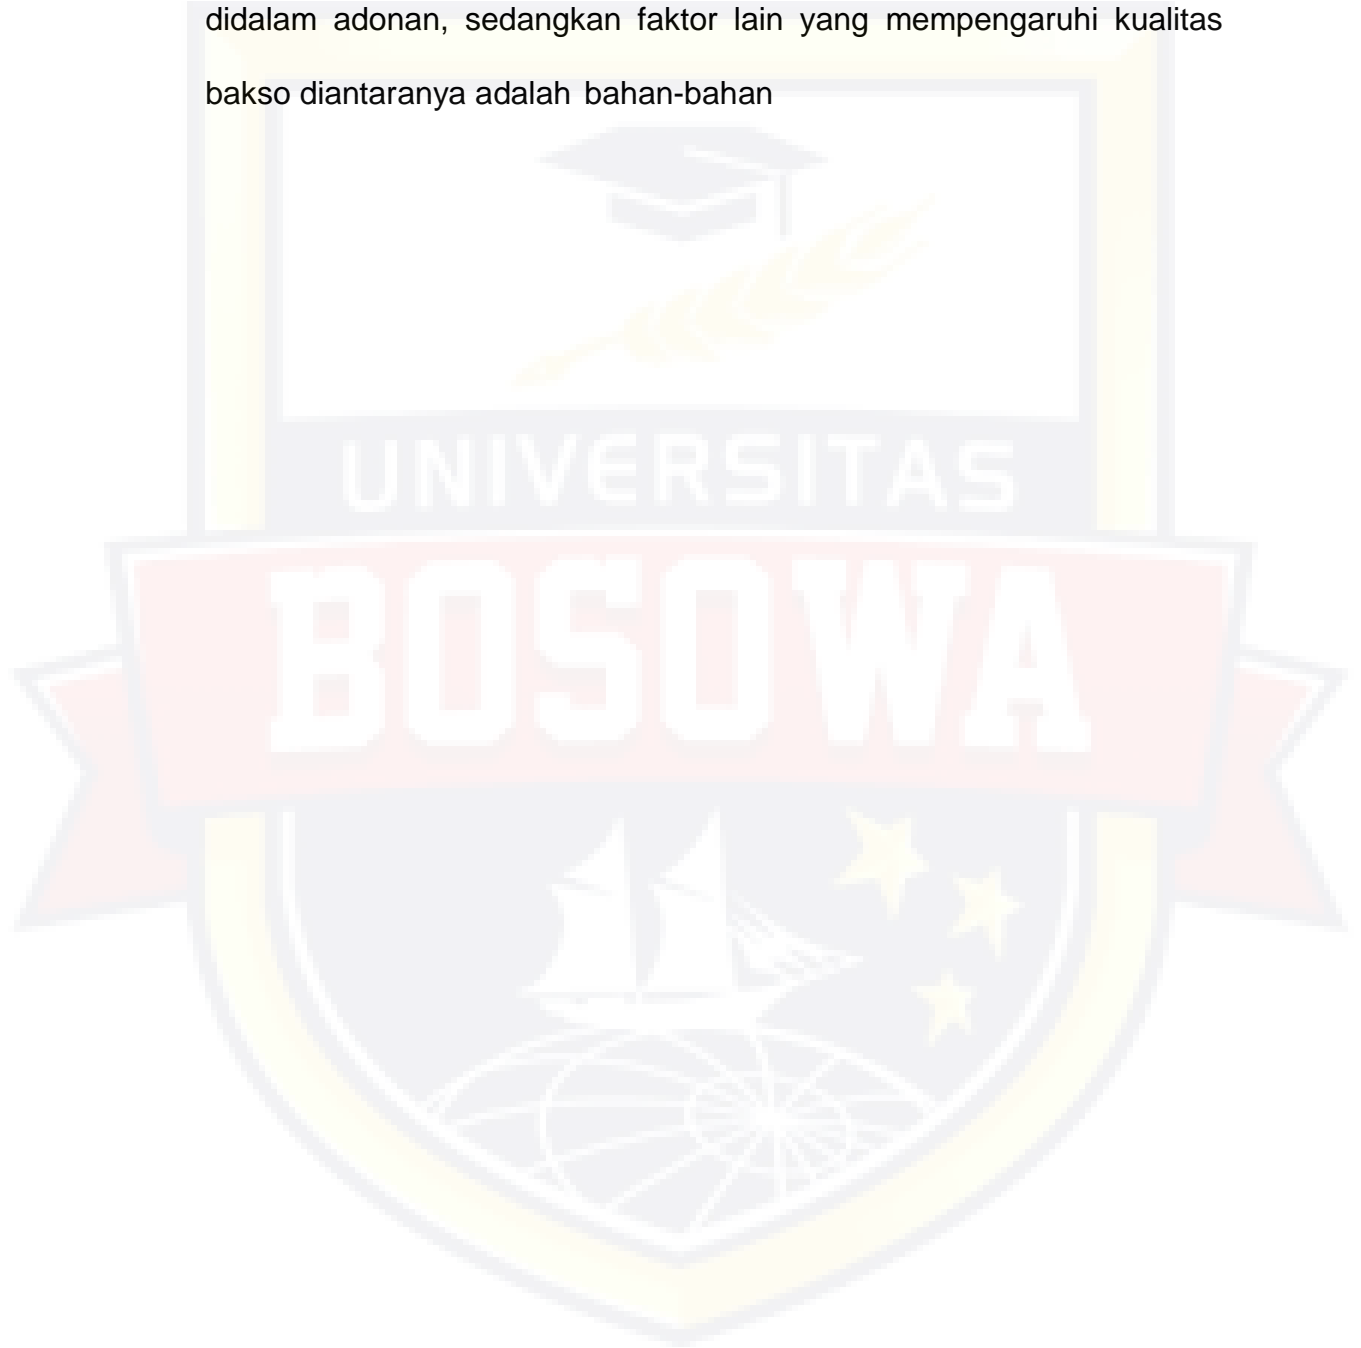 didalam adonan, sedangkan faktor lain yang mempengaruhi kualitas
bakso diantaranya adalah bahan-bahan
UNIVERSITAS
BOSOWA